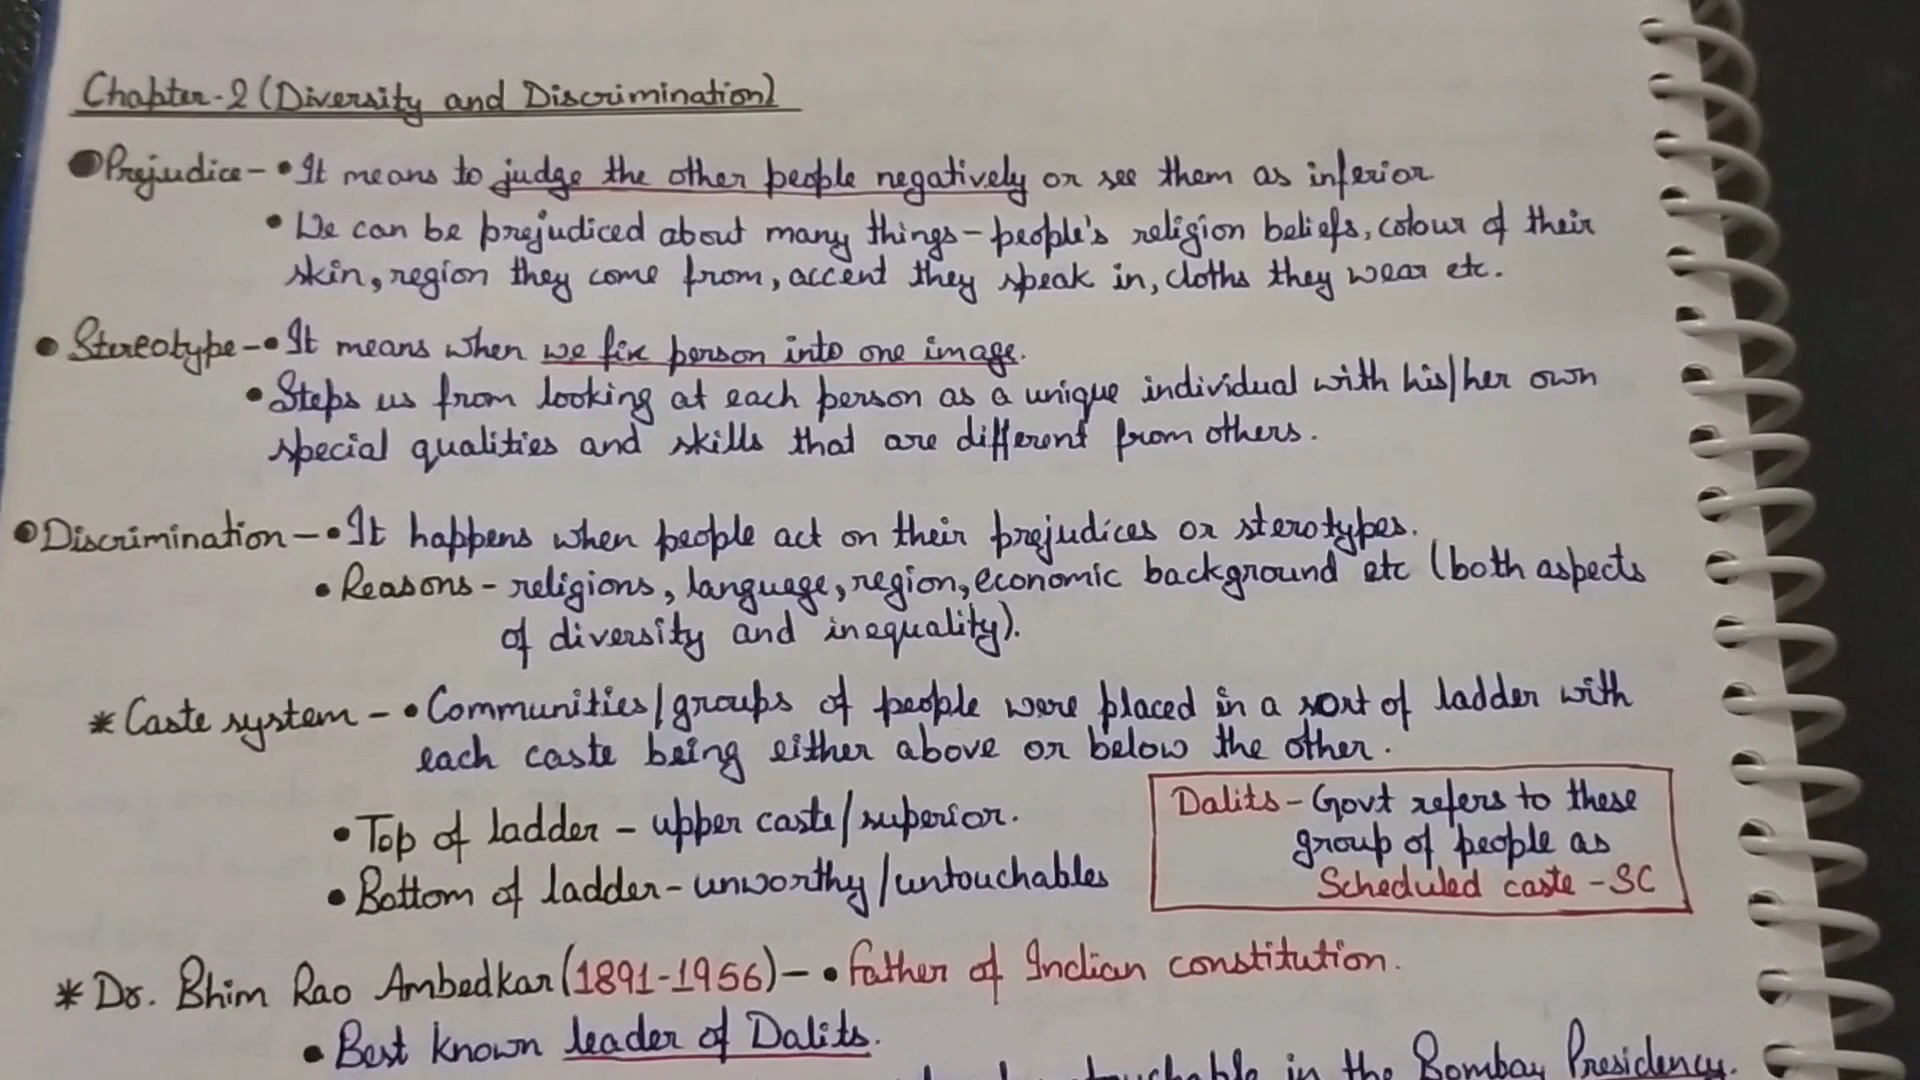 Chapter-2 (Diversity and Discrimination)
● Prejudice - • It means to judge the other people negatively or see them as inferior
• We can be prejudiced about many things - people's religion beliefs, colour of their
skin, region they come from, accent they speak in, cloths they wear etc.
● Stereotype - • It means when we fix person into one image.
• Stops us from looking at each person as a unique individual with his/her own
special qualities and skills that are different from others.
● Discrimination - • It happens when people act on their prejudices or sterotypes.
• Reasons - religions, language, region, economic background etc (both aspects
of diversity and inequality).
* Caste system - • Communities/groups of people were placed in a sort of ladder with
each caste being either above or below the other.
• Top of ladder - upper caste/superior.
• Bottom of ladder - unworthy/untouchables
Dalits - Govt refers to these
group of people as
Scheduled caste - SC
* Dr. Bhim Rao Ambedkar (1891-1956) - • Father of Indian constitution.
• Best known leader of Dalits.
in the Bombay Presidency.